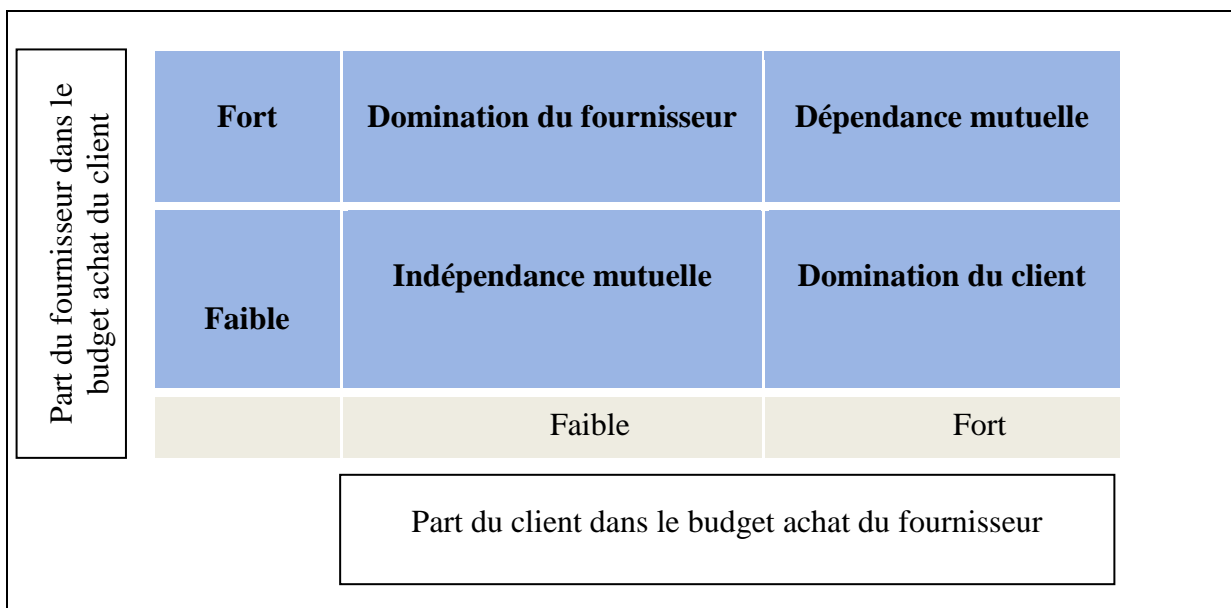 Part du fournisseur dans le
budget achat du client
Fort
Domination du fournisseur
Dépendance mutuelle
Faible
Indépendance mutuelle
Domination du client
Faible
Fort
Part du client dans le budget achat du fournisseur